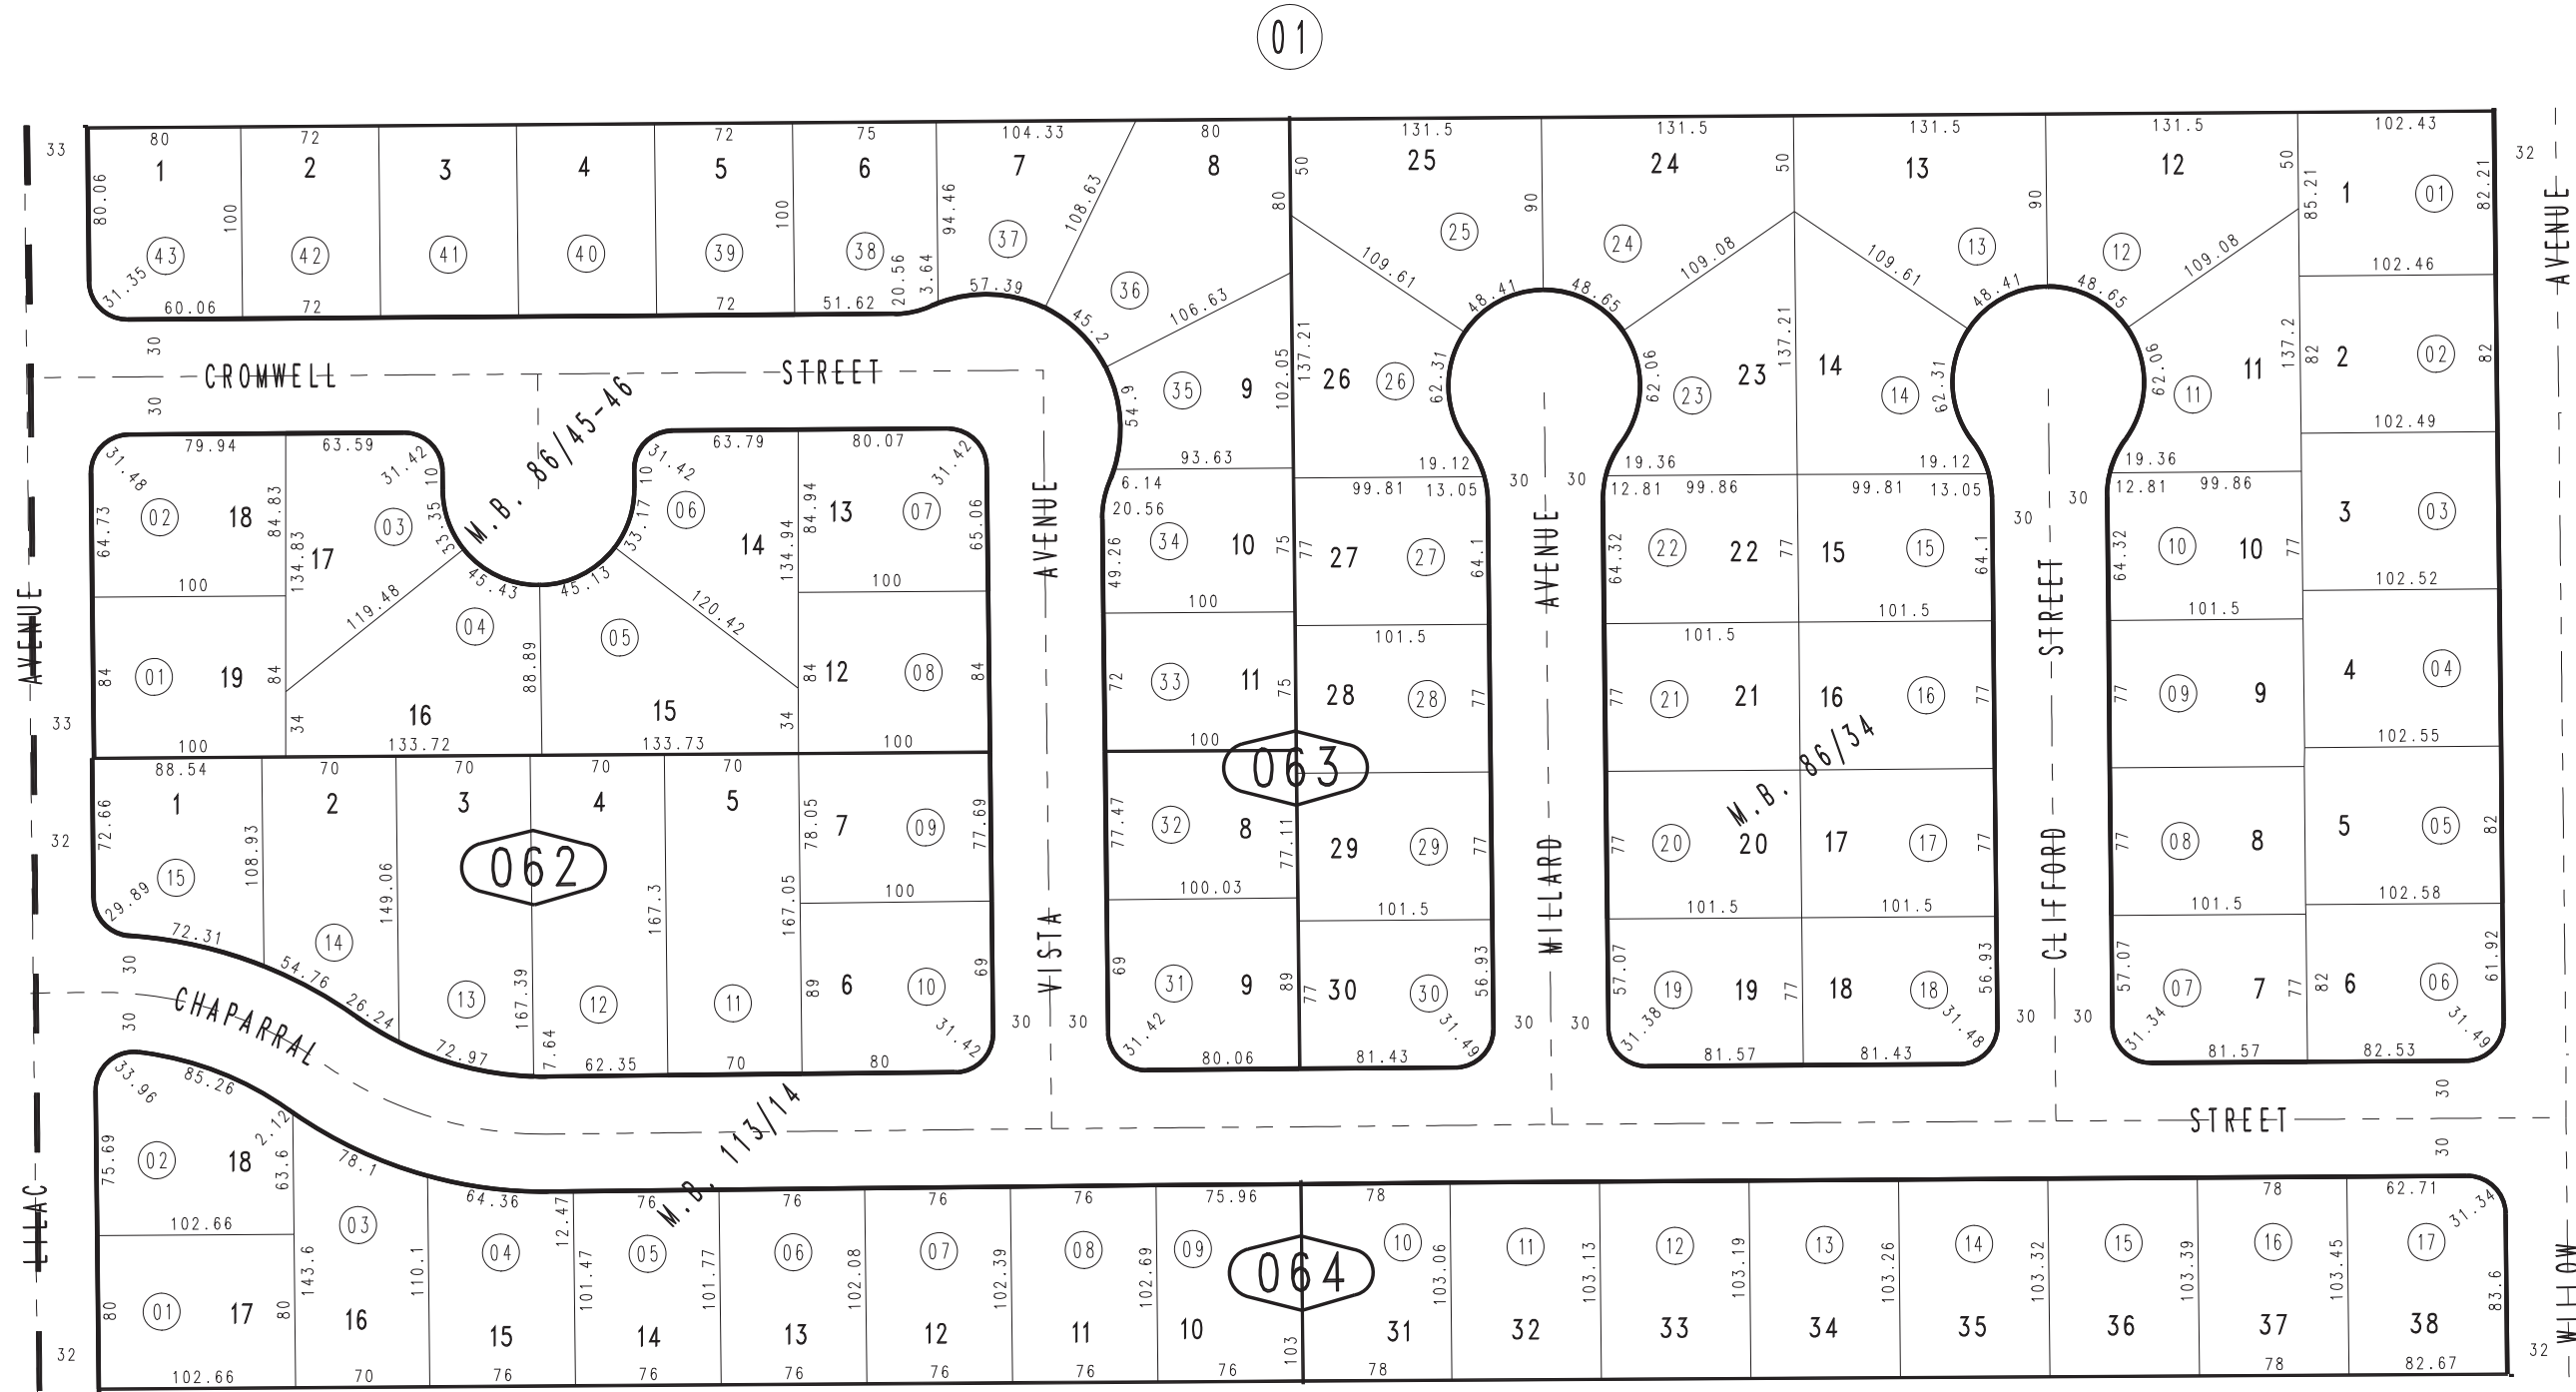 01
80 72 72 75 104.33 80 131.5 131.5 131.5 131.5 102.43
33 1 2 3 4 5 6 7 8 25 24 13 12 1 01 32
80.06 100 100 94.46 108.63 80 50 90 50 90 50 85.21 82.21
43 42 41 40 39 38 37 36 25 24 13 12
31.35 60.06 72 72 51.62 20.56 3.64 57.39 45.2 106.63 109.61 48.41 48.65 109.08 109.61 48.41 48.65 109.08 102.46
30
CROMWELL STREET
30
M.B. 86/45-46
54.9 35 9 102.05 137.21 26 26 62.31 62.06 23 23 137.21 14 14 62.31 62.06 11 11 137.2 82 2 02 82
93.63 19.12 19.36 19.12 19.36 102.49
79.94 63.59 31.42 10 10 31.42 63.79 80.07 31.42
31.48 02 18 84.83 03 33.35 33.17 06 84.94 13 07
64.73 17 134.83 14 134.94 65.06
100 119.48 45.43 45.13 120.42 100
6.14 20.56 99.81 13.05 30 30 12.81 99.86 99.81 13.05 30 30 12.81 99.86
49.26 34 10 75 77 27 27 64.1 64.32 22 22 77 15 15 64.1 64.32 10 10 77 3 03
100 101.5 101.5 101.5 101.5 102.52
84 01 19 84 04 88.89 05 84 12 08 84
34 16 15 34
100 133.72 133.73 100
72 33 11 75 28 28 77 77 21 21 16 16 77 77 09 9 4 04
100 102.55
063
M.B. 86/34
33
32
88.54 70 70 70 70
72.66 1 2 3 4 5 78.05 7 09 77.69
15 108.93 14 149.06 167.3 167.05 100
062
29.89 72.31 54.76 26.24 13 167.39 12 11 89 6 10 69
72.97 7.64 62.35 70 80 31.42
77.47 32 8 77.11 29 29 77 77 20 20 17 17 77 77 08 8 5 05 82
100.03 101.5 101.5 101.5 101.5 102.58
69 31 9 89 77 30 30 56.93 57.07 19 19 77 18 18 56.93 57.07 07 7 77 82 6 06 61.92
31.42 80.06 81.43 31.49 31.38 81.57 81.43 31.48 31.34 81.57 82.53 31.49
30 30 30 30 30 30
LILAC AVENUE
VISTA AVENUE
MILLARD AVENUE
CLIFFORD STREET
WILLOW AVENUE
30
CHAPARRAL STREET
30
30
30
M.B. 113/14
33.96 85.26 2.12 78.1
75.69 02 18 63.6
102.66
64.36 12.47 76 76 76 76 75.96 78 78 62.71 31.34
03 04 05 06 07 08 09 10 11 12 13 14 15 16 17
143.6 110.1 101.47 101.77 102.08 102.39 102.69 103.06 103.13 103.19 103.26 103.32 103.39 103.45 83.6
064
80 01 17 80 16 15 14 13 12 11 10 103 31 32 33 34 35 36 37 38
32 32
102.66 70 76 76 76 76 76 76 78 78 82.67